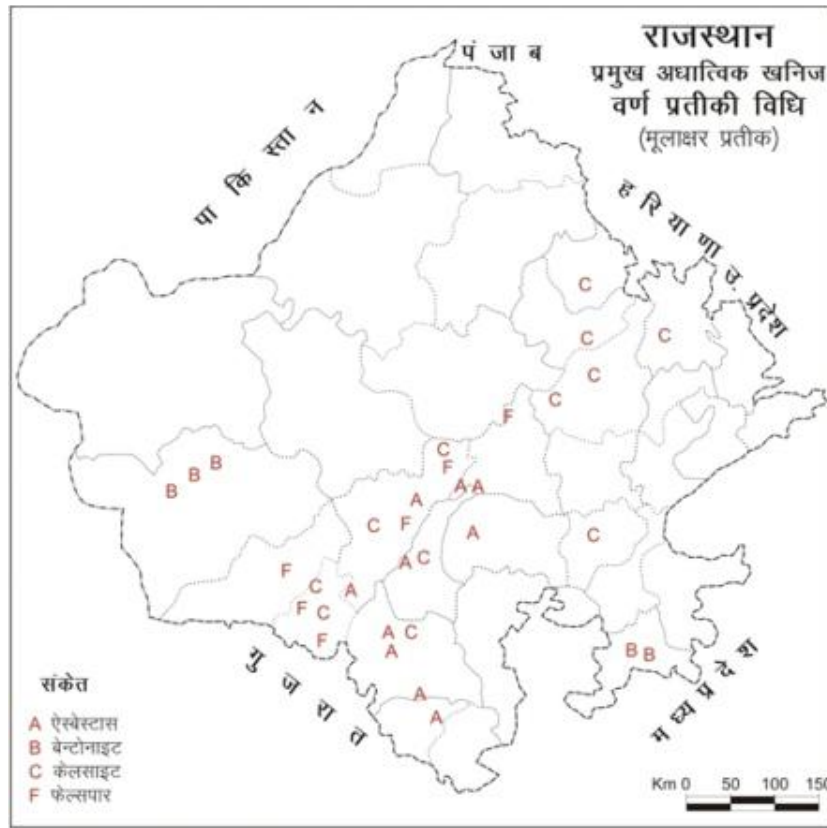 राजस्थान
प्रमुख अधात्विक खनिज
वर्ण प्रतीकी विधि
(मूलाक्षर प्रतीक)
पंजाब
पाकिस्तान
हरियाणा
उ. प्रदेश
C
C
C
C
C
F
C
F
B
B
B
A
A
A
C
F
A
C
A
C
F
C
A
F
C
F
A
C
A
B
B
A
A
गुजरात
मध्यप्रदेश
संकेत
A ऐस्बेस्टास
B बेन्टोनाइट
C केलसाइट
F फेल्सपार
Km 0 50 100 150